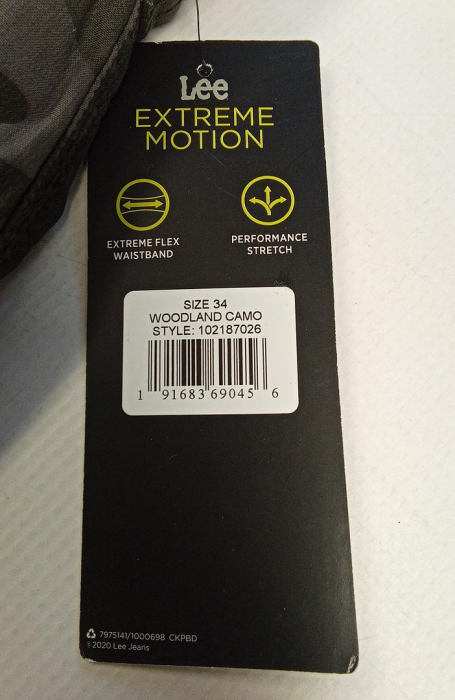 Lee
EXTREME
MOTION
EXTREME FLEX
WAISTBAND
PERFORMANCE
STRETCH
SIZE 34
WOODLAND CAMO
STYLE: 102187026
1 91683 69045 6
7975141/1000698 CKPBD
©2020 Lee Jeans